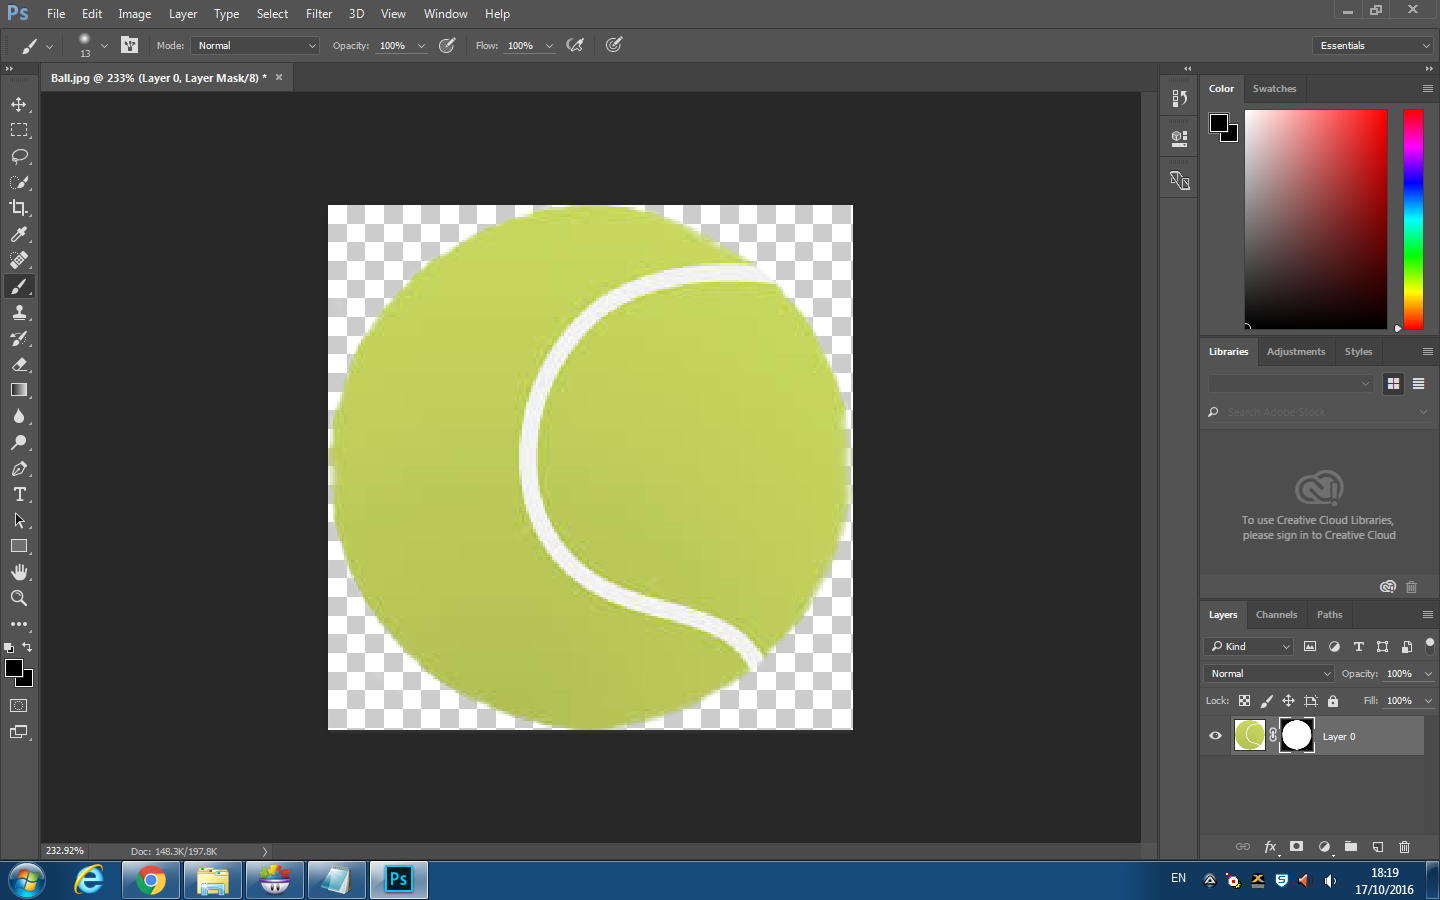 Ps File Edit Image Layer Type Select Filter 3D View Window Help
13 Mode: Normal Opacity: 100% Flow: 100% Essentials
Ball.jpg @ 233% (Layer 0, Layer Mask/8) * ×
Color Swatches
Libraries Adjustments Styles
Search Adobe Stock
To use Creative Cloud Libraries,
please sign in to Creative Cloud
Layers Channels Paths
Kind
Normal Opacity: 100%
Lock: Fill: 100%
Layer 0
232.92% Doc: 148.3K/197.8K
fx
Ps
EN
18:19
17/10/2016